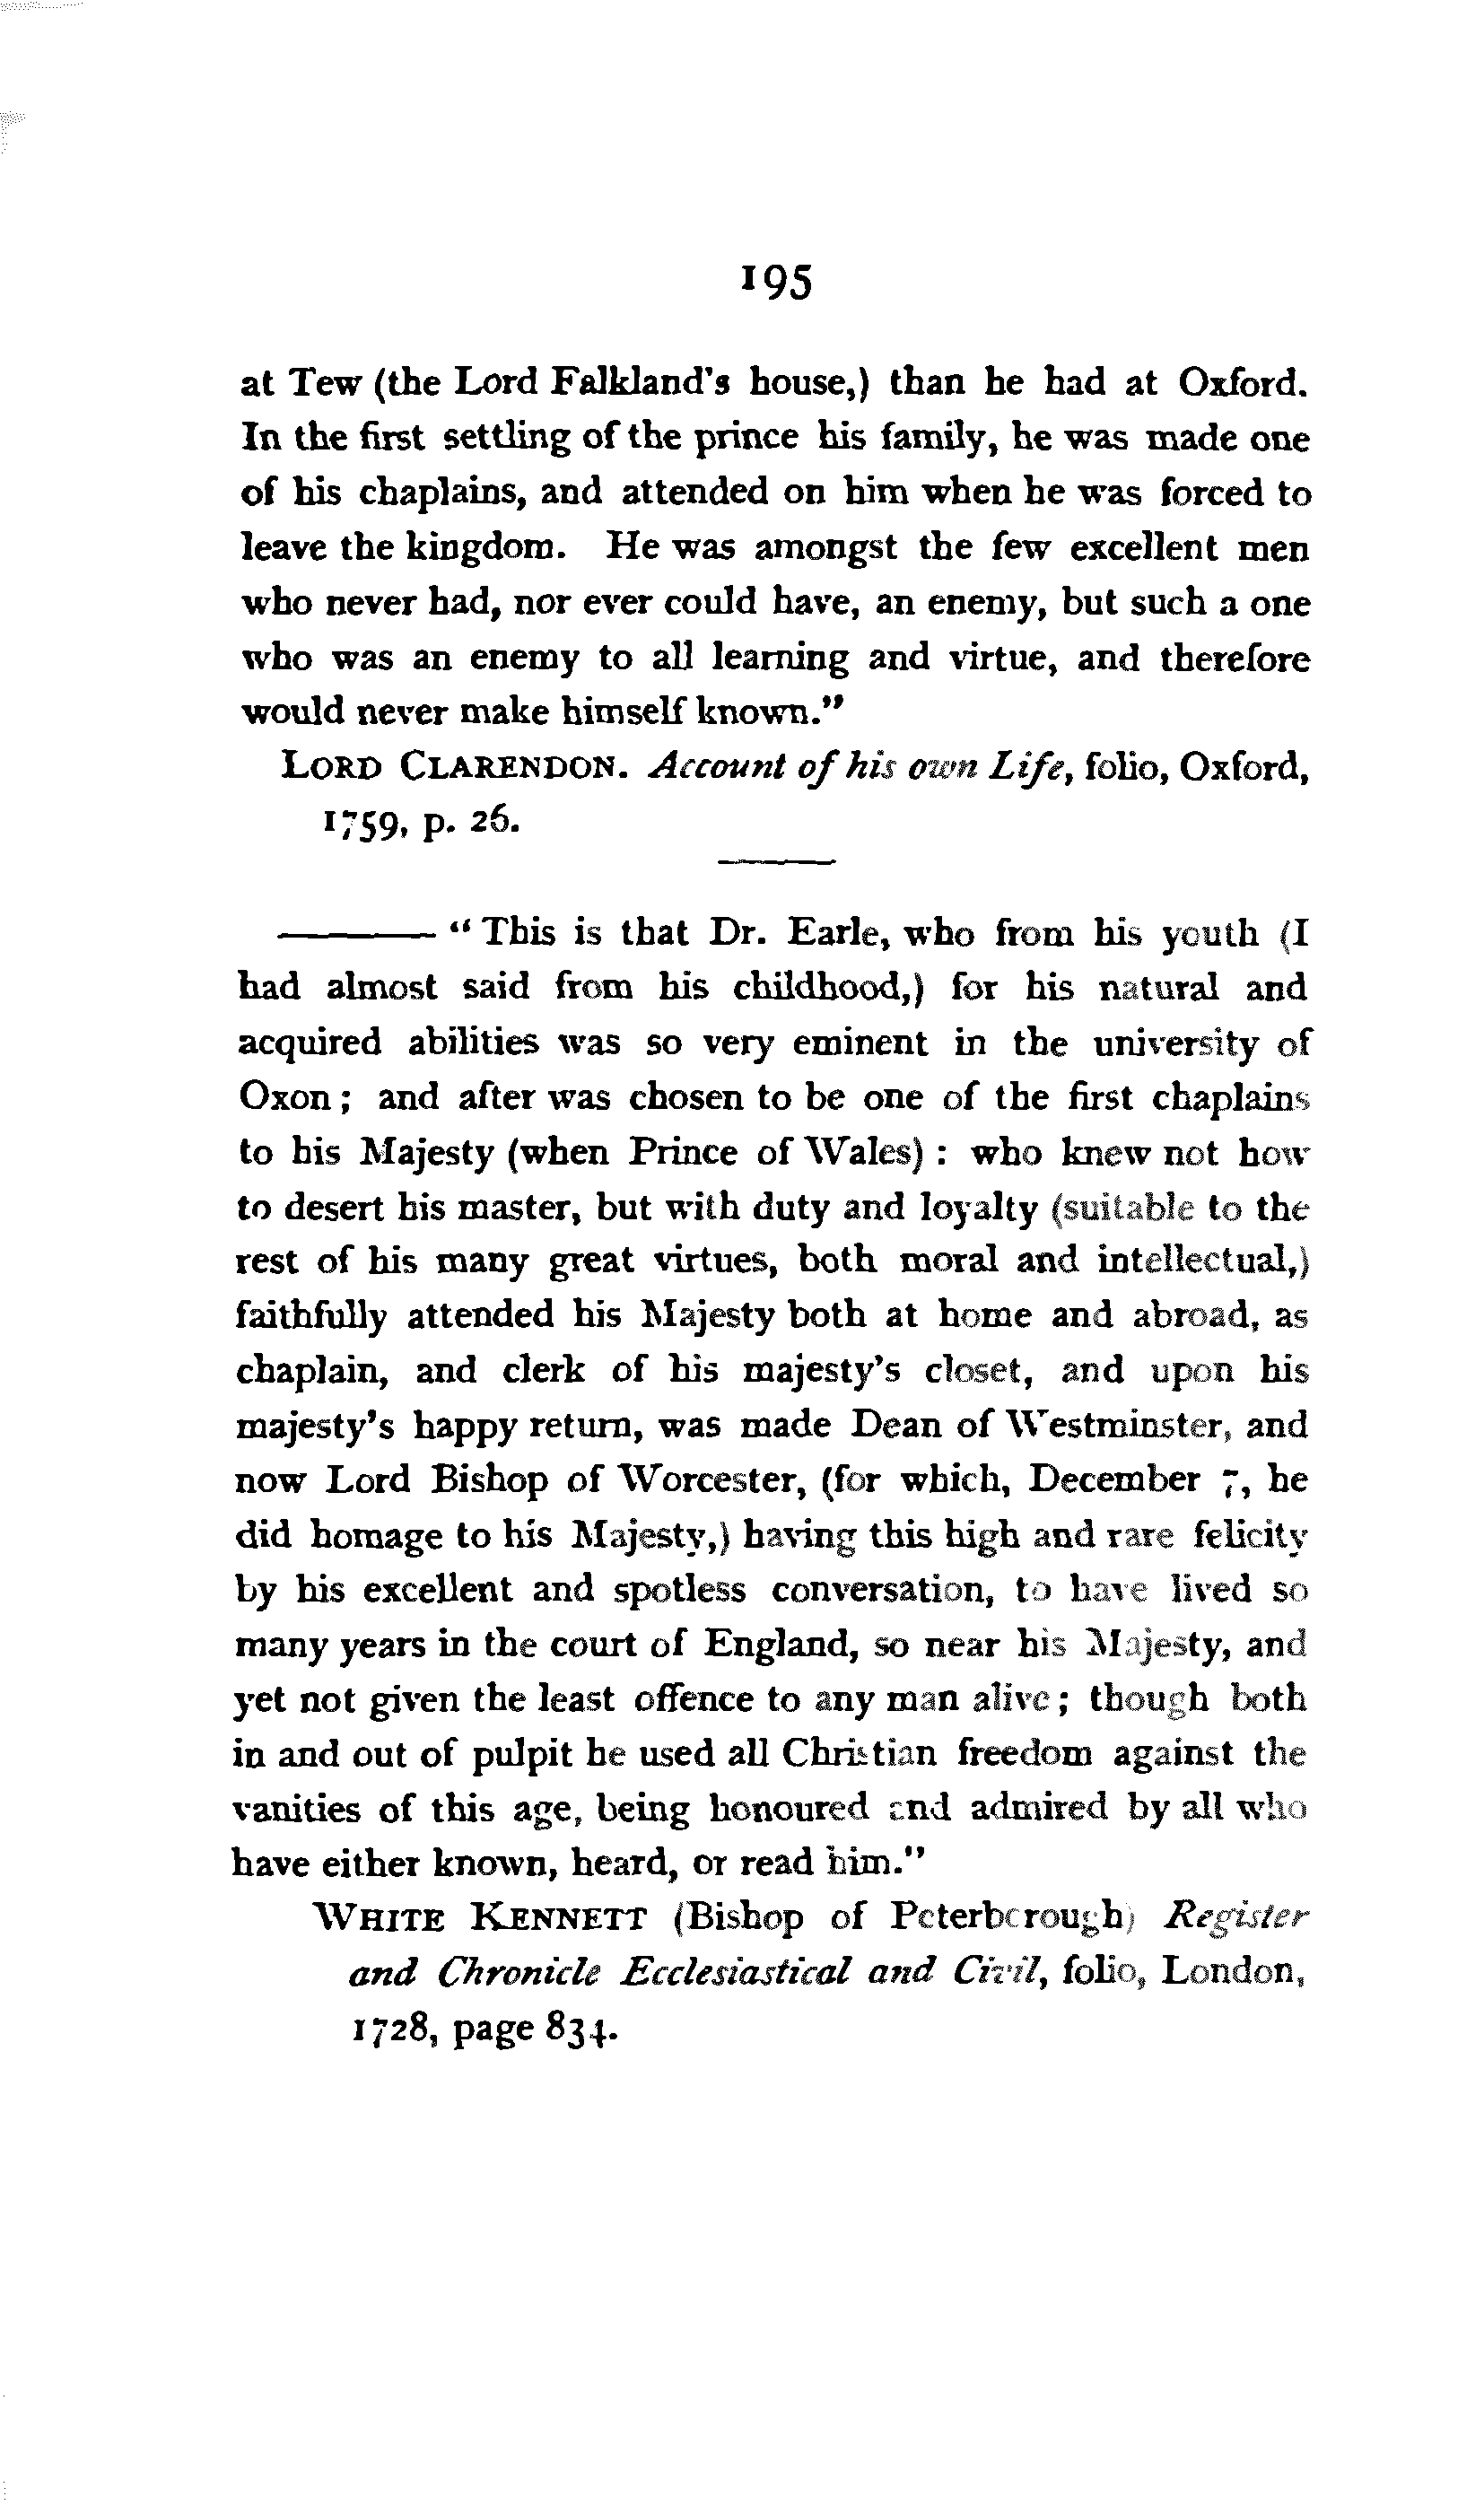 195
at Tew (the Lord Falkland's house,) than he had at Oxford.
In the first settling of the prince his family, he was made one
of his chaplains, and attended on him when he was forced to
leave the kingdom. He was amongst the few excellent men
who never had, nor ever could have, an enemy, but such a one
who was an enemy to all learning and virtue, and therefore
would never make himself known."
LORD CLARENDON. Account of his own Life, folio, Oxford,
1759, p. 26.
——— " This is that Dr. Earle, who from his youth (I
had almost said from his childhood,) for his natural and
acquired abilities was so very eminent in the university of
Oxon ; and after was chosen to be one of the first chaplains
to his Majesty (when Prince of Wales) : who knew not how
to desert his master, but with duty and loyalty (suitable to the
rest of his many great virtues, both moral and intellectual,)
faithfully attended his Majesty both at home and abroad, as
chaplain, and clerk of his majesty's closet, and upon his
majesty's happy return, was made Dean of Westminster, and
now Lord Bishop of Worcester, (for which, December 7, he
did homage to his Majesty,) having this high and rare felicity
by his excellent and spotless conversation, to have lived so
many years in the court of England, so near his Majesty, and
yet not given the least offence to any man alive ; though both
in and out of pulpit he used all Christian freedom against the
vanities of this age, being honoured and admired by all who
have either known, heard, or read him."
WHITE KENNETT (Bishop of Peterborough) Register
and Chronicle Ecclesiastical and Civil, folio, London,
1728, page 834.